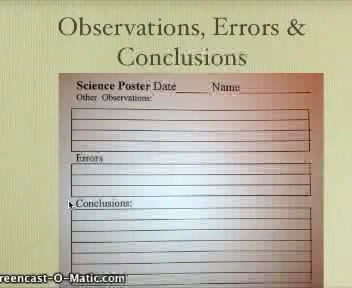 Observations, Errors &
Conclusions
Science Poster Date Name
Other Observations:
Errors
Conclusions:
reencast-O-Matic.com